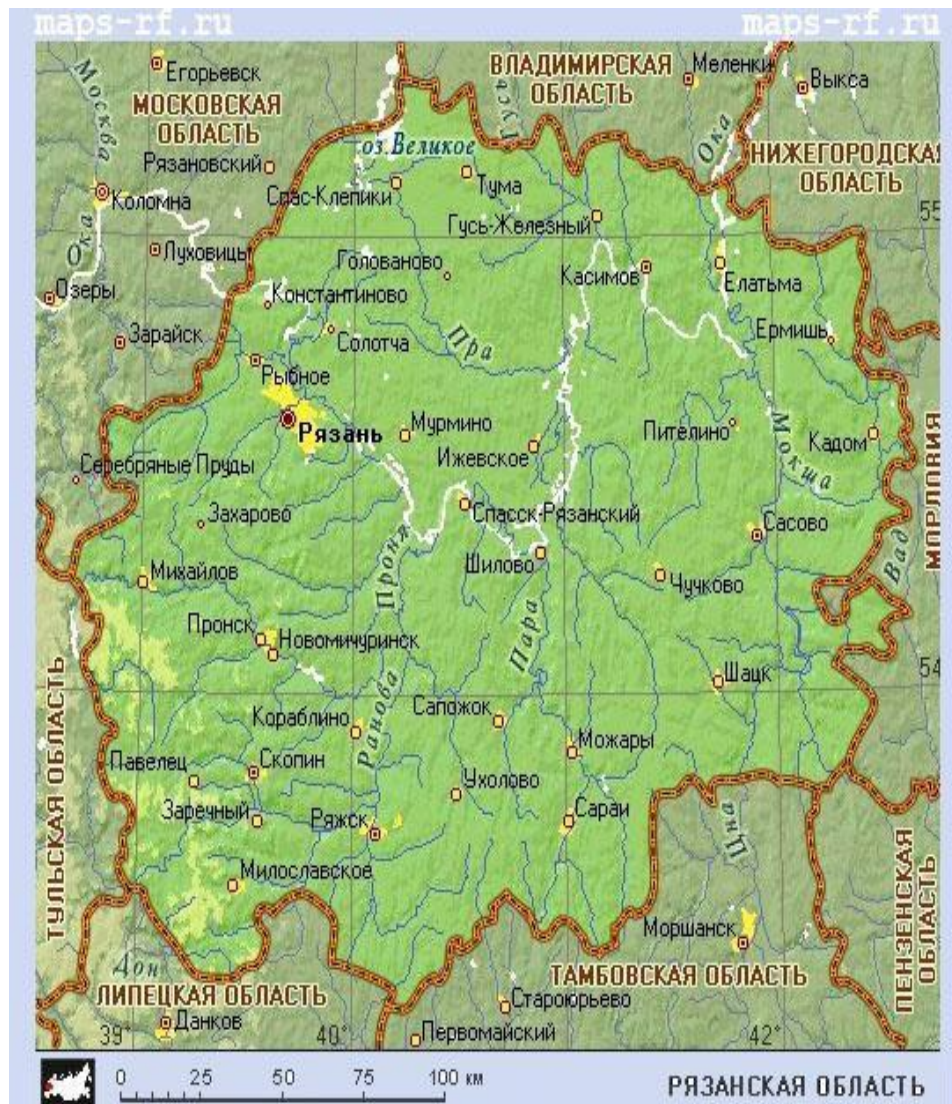 maps-rf.ru
maps-rf.ru
Егорьевск
МОСКОВСКАЯ
ОБЛАСТЬ
Москва
ВЛАДИМИРСКАЯ
ОБЛАСТЬ
Меленки
Выкса
Гусь
Ока
НИЖЕГОРОДСКАЯ
ОБЛАСТЬ
оз. Великое
Рязановский
Спас-Клепики
Тума
Коломна
Гусь-Железный
55
Ока
Луховицы
Голованово
Касимов
Елатьма
Озеры
Константиново
Зарайск
Солотча
Пра
Ермишь
Рыбное
Рязань
Мурмино
Ижевское
Пителино
Мокша
Кадом
МОРДОВИЯ
Серебряные Пруды
Захарово
Спасск-Рязанский
Сасово
Проня
Шилово
Вад
Михайлов
Чучково
Пронск
Новомичуринск
Пара
Шацк
54
ТУЛЬСКАЯ ОБЛАСТЬ
Кораблино
Ранова
Сапожок
Можары
Павелец
Скопин
Ухолово
Заречный
Ряжск
Сараи
Цна
Милославское
ПЕНЗЕНСКАЯ
ОБЛАСТЬ
Моршанск
Дон
ЛИПЕЦКАЯ ОБЛАСТЬ
ТАМБОВСКАЯ ОБЛАСТЬ
Староюрьево
Данков
Первомайский
39°
40°
42°
0 25 50 75 100 км
РЯЗАНСКАЯ ОБЛАСТЬ